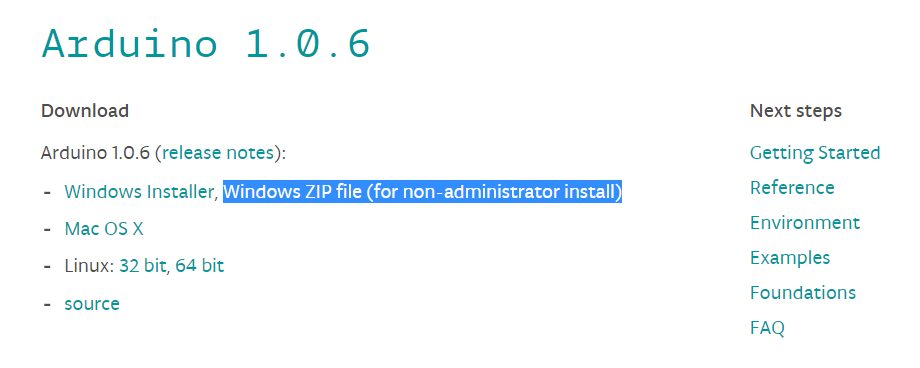 Arduino 1.0.6
Download
Arduino 1.0.6 (release notes):
- Windows Installer, Windows ZIP file (for non-administrator install)
- Mac OS X
- Linux: 32 bit, 64 bit
- source
Next steps
Getting Started
Reference
Environment
Examples
Foundations
FAQ